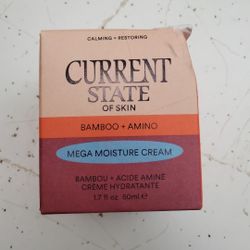 CALMING + RESTORING
CURRENT
STATE
OF SKIN
BAMBOO + AMINO
MEGA MOISTURE CREAM
BAMBOU + ACIDE AMINÉ
CRÈME HYDRATANTE
1.7 fl oz 50ml e